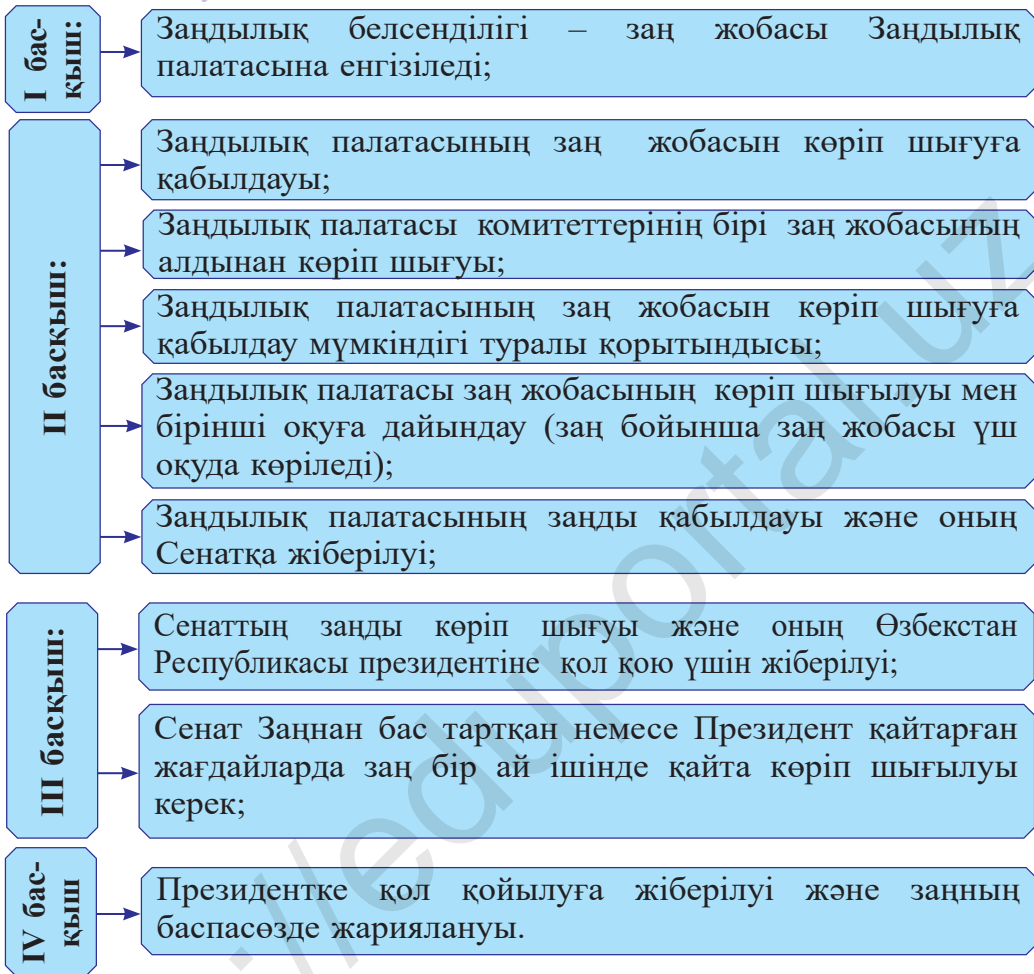 I бас-
қыш:
Заңдылық белсенділігі – заң жобасы Заңдылық
палатасына енгізіледі;
II басқыш:
Заңдылық палатасының заң жобасын көріп шығуға
қабылдауы;
Заңдылық палатасы комитеттерінің бірі заң жобасының
алдынан көріп шығуы;
Заңдылық палатасының заң жобасын көріп шығуға
қабылдау мүмкіндігі туралы қорытындысы;
Заңдылық палатасы заң жобасының көріп шығылуы мен
бірінші оқуға дайындау (заң бойынша заң жобасы үш
оқуда көріледі);
Заңдылық палатасының заңды қабылдауы және оның
Сенатқа жіберілуі;
III басқыш:
Сенаттың заңды көріп шығуы және оның Өзбекстан
Республикасы президентіне қол қою үшін жіберілуі;
Сенат Заңнан бас тартқан немесе Президент қайтарған
жағдайларда заң бір ай ішінде қайта көріп шығылуы
керек;
IV бас-
қыш
Президентке қол қойылуға жіберілуі және заңның
баспасөзде жариялануы.
://eduportal.uz